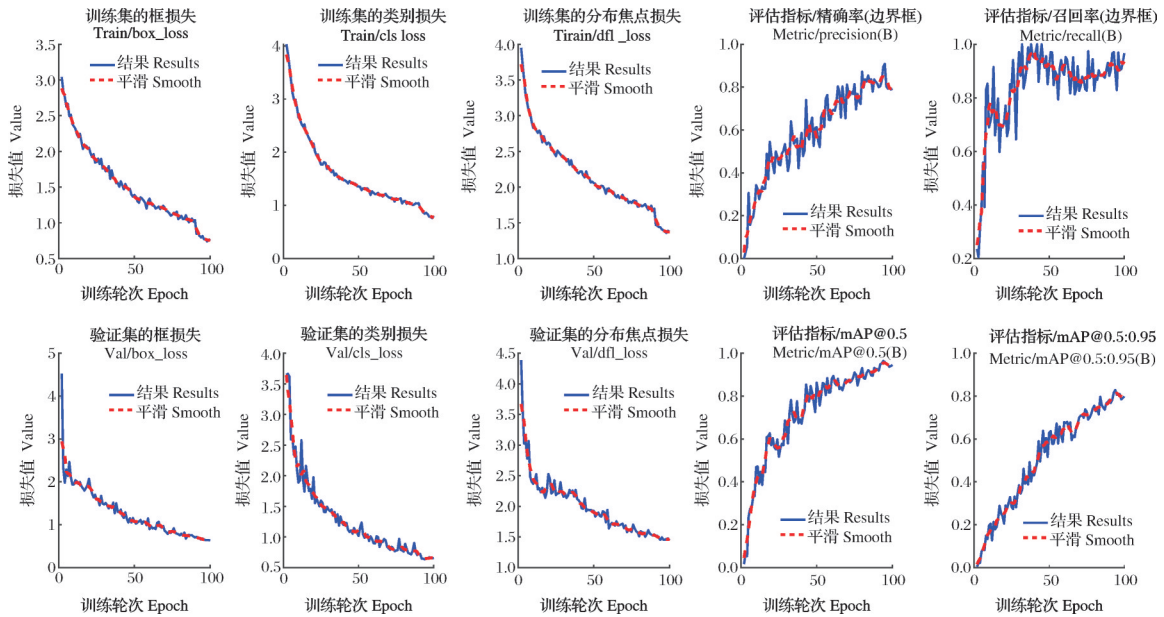 训练集的框损失
Train/box_loss
3.5
3.0
2.5
2.0
1.5
1.0
0.5
0
100
损失值 Value
结果 Results
平滑 Smooth
训练轮次 Epoch
训练集的类别损失
Train/cls loss
4
3
2
1
0
0
100
损失值 Value
结果 Results
平滑 Smooth
训练轮次 Epoch
训练集的分布焦点损失
Tirain/dfl _loss
4.0
3.5
3.0
2.5
2.0
1.5
1.0
0
100
损失值 Value
结果 Results
平滑 Smooth
训练轮次 Epoch
评估指标/精确率(边界框)
Metric/precision(B)
1.0
0.8
0.6
0.4
0.2
0.0
0
100
损失值 Value
结果 Results
平滑 Smooth
训练轮次 Epoch
评估指标/召回率(边界框)
Metric/recall(B)
1.0
0.8
0.6
0.4
0.2
0
100
损失值 Value
结果 Results
平滑 Smooth
训练轮次 Epoch
验证集的框损失
Val/box_loss
5
4
3
2
1
0
0
100
损失值 Value
结果 Results
平滑 Smooth
训练轮次 Epoch
验证集的类别损失
Val/cls_loss
4.0
3.5
3.0
2.5
2.0
1.5
1.0
0.5
0
100
损失值 Value
结果 Results
平滑 Smooth
训练轮次 Epoch
验证集的分布焦点损失
Val/dfl_loss
4.5
4.0
3.5
3.0
2.5
2.0
1.5
1.0
0
100
损失值 Value
结果 Results
平滑 Smooth
训练轮次 Epoch
评估指标/mAP@0.5
Metric/mAP@0.5(B)
1.0
0.8
0.6
0.4
0.2
0.0
0
100
损失值 Value
结果 Results
平滑 Smooth
训练轮次 Epoch
评估指标/mAP@0.5:0.95
Metric/mAP@0.5:0.95(B)
1.0
0.8
0.6
0.4
0.2
0.0
0
100
损失值 Value
结果 Results
平滑 Smooth
训练轮次 Epoch